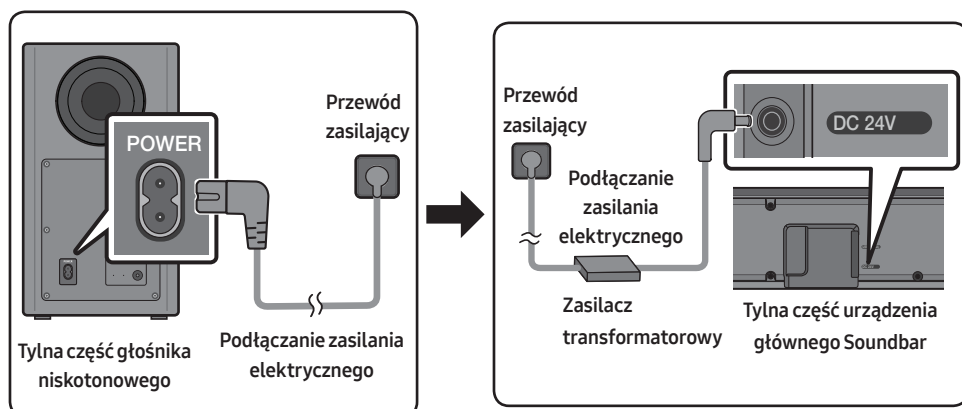 POWER
Przewód
zasilający
Tylna część głośnika
niskotonowego
Podłączanie zasilania
elektrycznego
Przewód
zasilający
DC 24V
Podłączanie
zasilania
elektrycznego
Zasilacz
transformatorowy
Tylna część urządzenia
głównego Soundbar